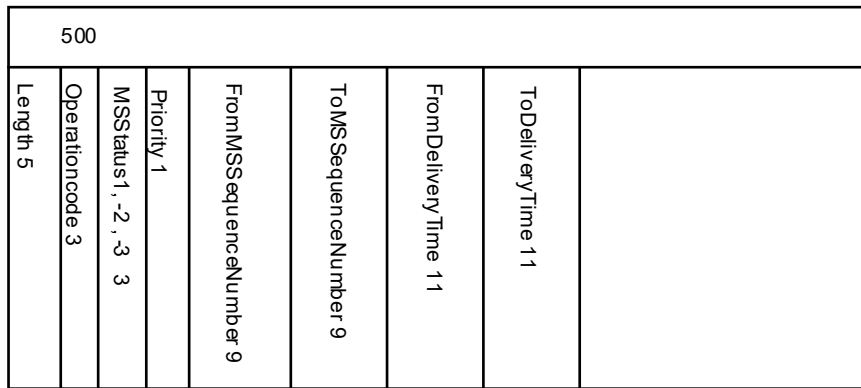 500
Length 5
Operationcode 3
MSStatus1, -2 , -3  3
Priority 1
FromMSSequenceNumber 9
ToMSSequenceNumber 9
FromDeliveryTime 11
ToDeliveryTime 11